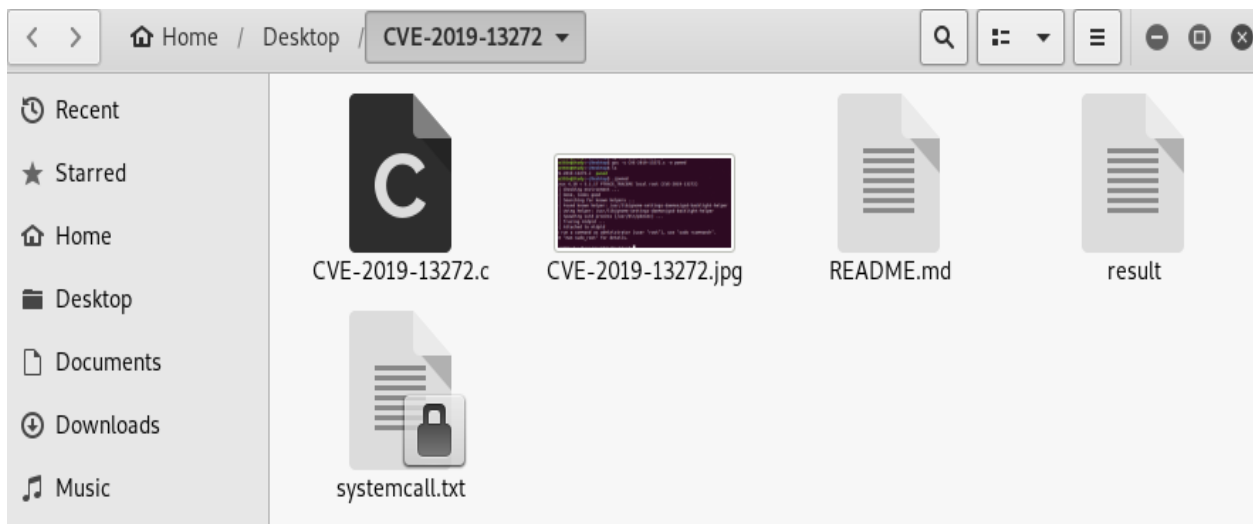 Home / Desktop / CVE-2019-13272
Recent
Starred
Home
Desktop
Documents
Downloads
Music
CVE-2019-13272.c
CVE-2019-13272.jpg
README.md
result
systemcall.txt